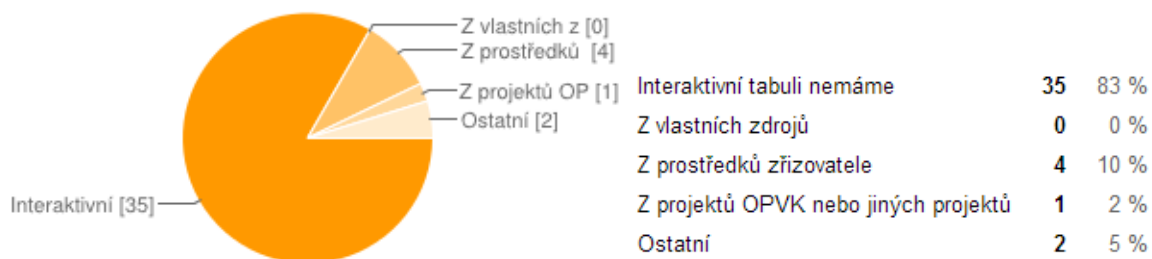 Z vlastních z [0]
Z prostředků [4]
Z projektů OP [1]
Ostatní [2]
Interaktivní [35]
Interaktivní tabuli nemáme 35 83 %
Z vlastních zdrojů 0 0 %
Z prostředků zřizovatele 4 10 %
Z projektů OPVK nebo jiných projektů 1 2 %
Ostatní 2 5 %